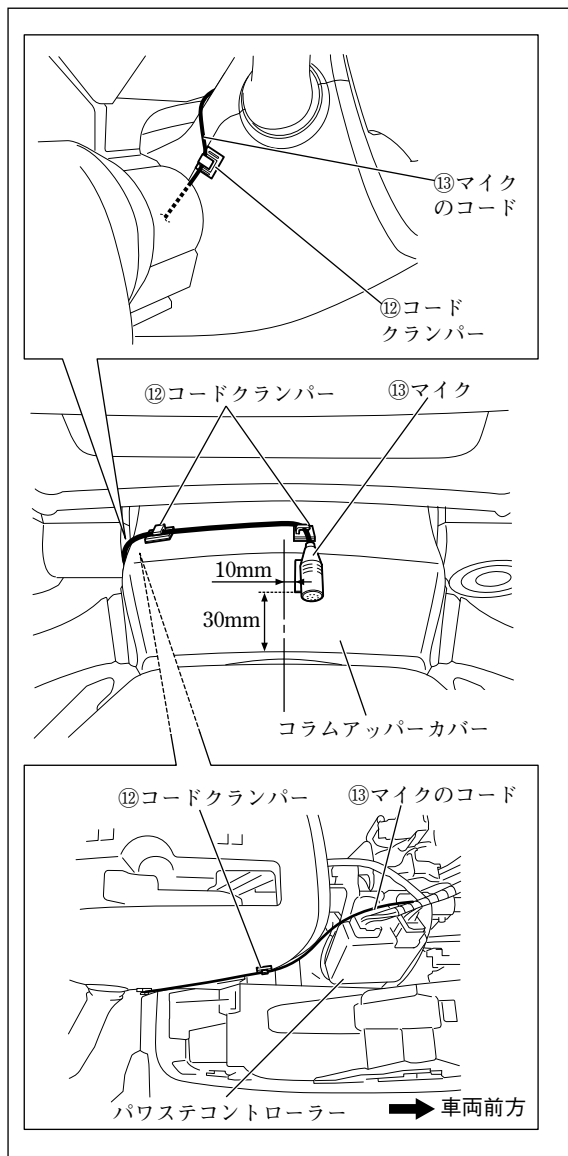 ⑬マイク
のコード
⑫コード
クランパー
⑫コードクランパー
⑬マイク
10mm
30mm
コラムアッパーカバー
⑫コードクランパー
⑬マイクのコード
パワステコントローラー
車両前方